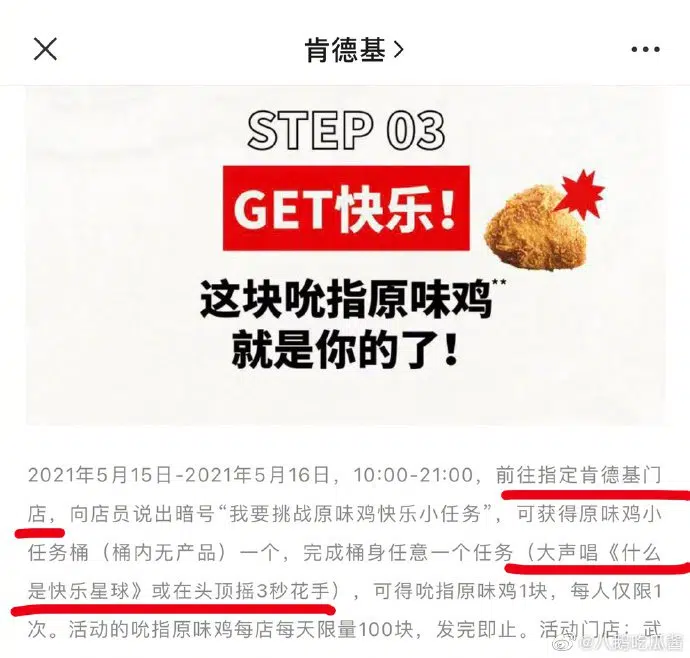 肯德基
STEP 03
GET快乐！
这块吮指原味鸡**
就是你的了！
2021年5月15日-2021年5月16日，10:00-21:00，前往指定肯德基门
店，向店员说出暗号“我要挑战原味鸡快乐小任务”，可获得原味鸡小
任务桶（桶内无产品）一个，完成桶身任意一个任务（大声唱《什么
是快乐星球》或在头顶摇3秒花手），可得吮指原味鸡1块，每人仅限1
次。活动的吮指原味鸡每店每天限量100块，发完即止。活动门店：武
@八鹅吃瓜酱